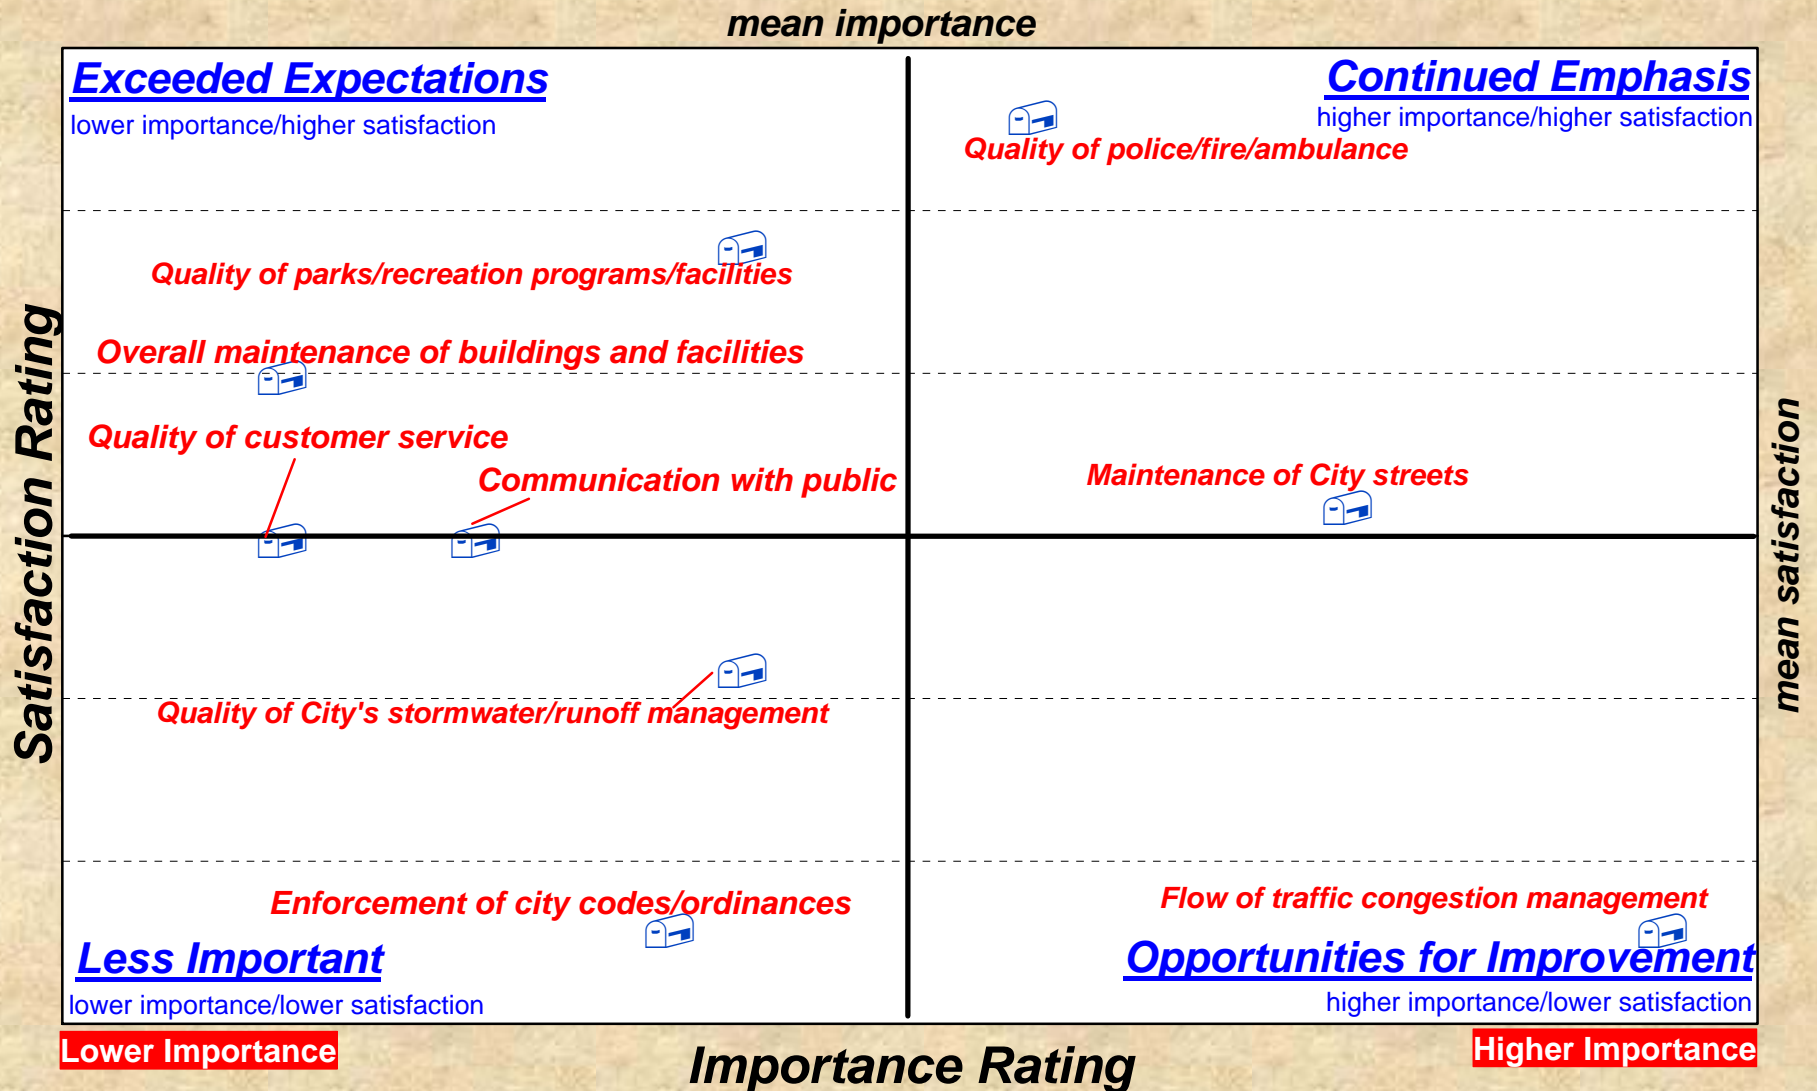 mean importance
Exceeded Expectations
lower importance/higher satisfaction
Continued Emphasis
higher importance/higher satisfaction
Quality of police/fire/ambulance
Quality of parks/recreation programs/facilities
Overall maintenance of buildings and facilities
Quality of customer service
Communication with public
Maintenance of City streets
Satisfaction Rating
mean satisfaction
Quality of City's stormwater/runoff management
Enforcement of city codes/ordinances
Flow of traffic congestion management
Less Important
lower importance/lower satisfaction
Opportunities for Improvement
higher importance/lower satisfaction
Lower Importance
Importance Rating
Higher Importance